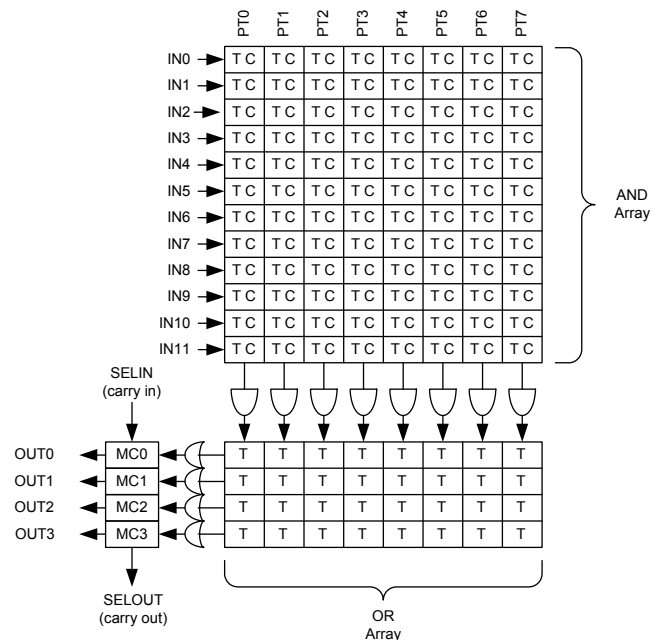 PT0 PT1 PT2 PT3 PT4 PT5 PT6 PT7
IN0 T C T C T C T C T C T C T C T C
IN1 T C T C T C T C T C T C T C T C
IN2 T C T C T C T C T C T C T C T C
IN3 T C T C T C T C T C T C T C T C
IN4 T C T C T C T C T C T C T C T C
IN5 T C T C T C T C T C T C T C T C
IN6 T C T C T C T C T C T C T C T C
IN7 T C T C T C T C T C T C T C T C
IN8 T C T C T C T C T C T C T C T C
IN9 T C T C T C T C T C T C T C T C
IN10 T C T C T C T C T C T C T C T C
IN11 T C T C T C T C T C T C T C T C
AND
Array
SELIN
(carry in)
OUT0 MC0 T T T T T T T T
OUT1 MC1 T T T T T T T T
OUT2 MC2 T T T T T T T T
OUT3 MC3 T T T T T T T T
SELOUT
(carry out)
OR
Array